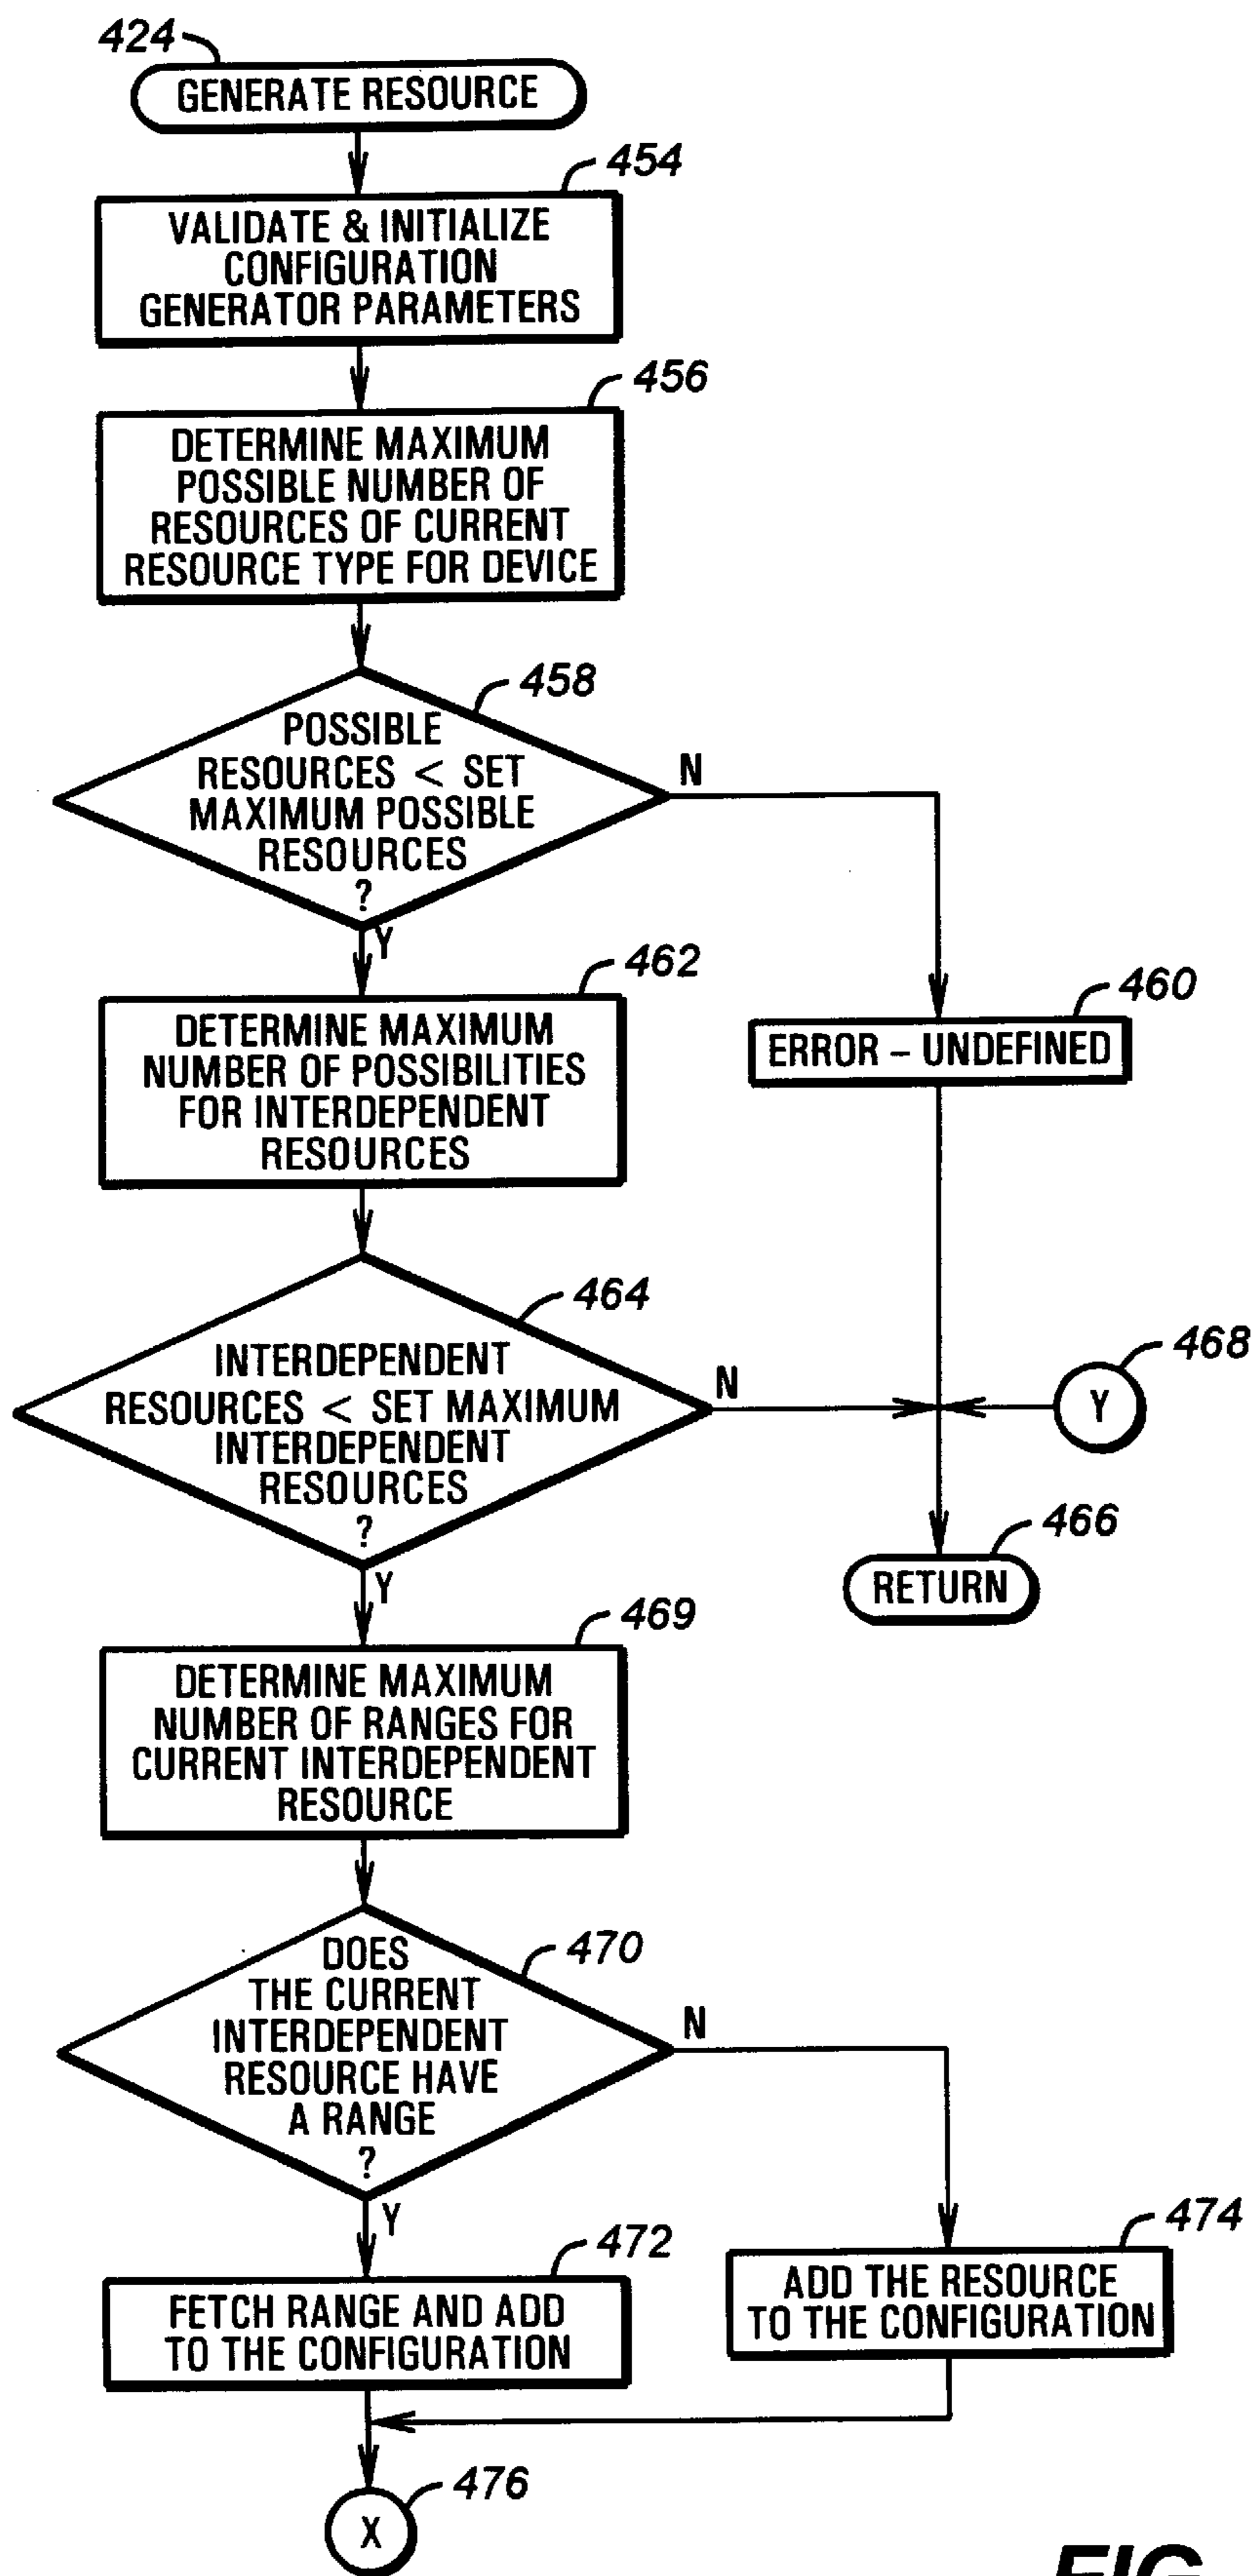 424
GENERATE RESOURCE
454
VALIDATE & INITIALIZE
CONFIGURATION
GENERATOR PARAMETERS
456
DETERMINE MAXIMUM
POSSIBLE NUMBER OF
RESOURCES OF CURRENT
RESOURCE TYPE FOR DEVICE
458
POSSIBLE
RESOURCES < SET
MAXIMUM POSSIBLE
RESOURCES
?
N
Y
462
DETERMINE MAXIMUM
NUMBER OF POSSIBILITIES
FOR INTERDEPENDENT
RESOURCES
460
ERROR – UNDEFINED
464
INTERDEPENDENT
RESOURCES < SET MAXIMUM
INTERDEPENDENT
RESOURCES
?
N
Y
468
Y
466
RETURN
469
DETERMINE MAXIMUM
NUMBER OF RANGES FOR
CURRENT INTERDEPENDENT
RESOURCE
470
DOES
THE CURRENT
INTERDEPENDENT
RESOURCE HAVE
A RANGE
?
N
Y
472
FETCH RANGE AND ADD
TO THE CONFIGURATION
474
ADD THE RESOURCE
TO THE CONFIGURATION
476
X
FIG